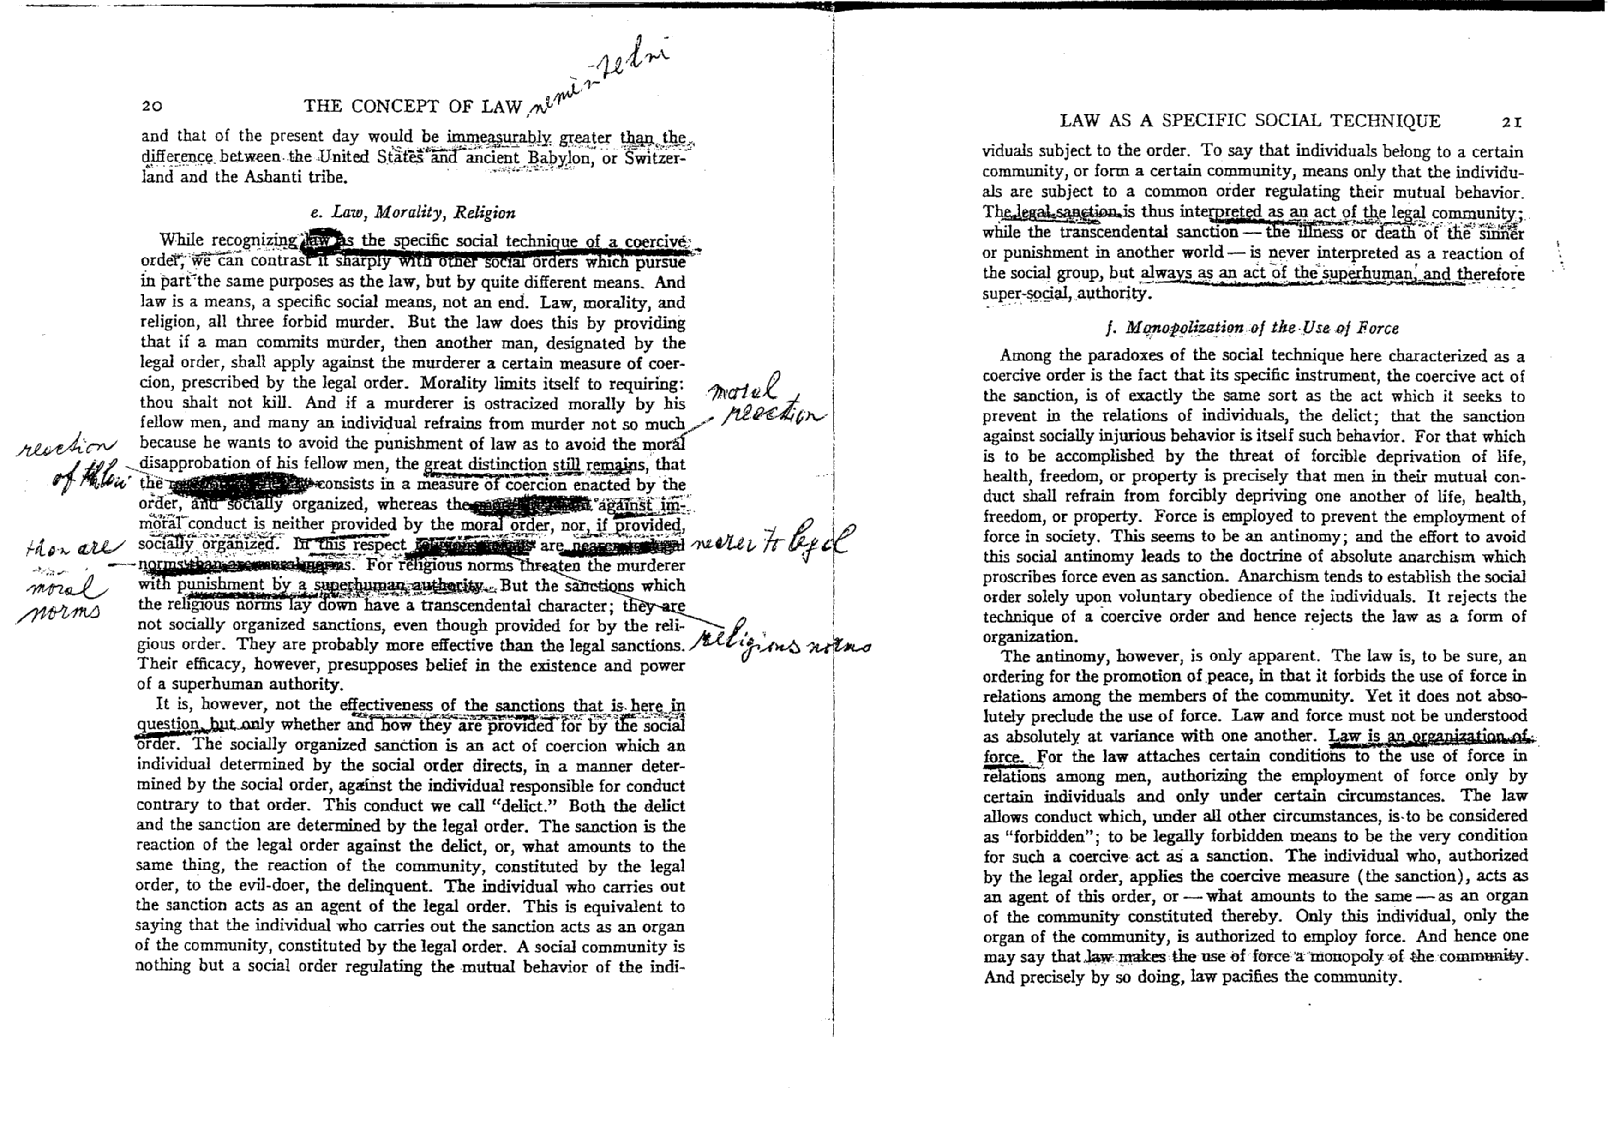 20 THE CONCEPT OF LAW
and that of the present day would be immeasurably greater than the
difference between the United States and ancient Babylon, or Switzer-
land and the Ashanti tribe.
e. Law, Morality, Religion
While recognizing law as the specific social technique of a coercive
order, we can contrast it sharply with other social orders which pursue
in part the same purposes as the law, but by quite different means. And
law is a means, a specific social means, not an end. Law, morality, and
religion, all three forbid murder. But the law does this by providing
that if a man commits murder, then another man, designated by the
legal order, shall apply against the murderer a certain measure of coer-
cion, prescribed by the legal order. Morality limits itself to requiring:
thou shalt not kill. And if a murderer is ostracized morally by his
fellow men, and many an individual refrains from murder not so much
because he wants to avoid the punishment of law as to avoid the moral
disapprobation of his fellow men, the great distinction still remains, that
the consists in a measure of coercion enacted by the
order, and socially organized, whereas the against im-
moral conduct is neither provided by the moral order, nor, if provided,
socially organized. In this respect are
norms. For religious norms threaten the murderer
with punishment by a superhuman authority. But the sanctions which
the religious norms lay down have a transcendental character; they are
not socially organized sanctions, even though provided for by the reli-
gious order. They are probably more effective than the legal sanctions.
Their efficacy, however, presupposes belief in the existence and power
of a superhuman authority.
It is, however, not the effectiveness of the sanctions that is here in
question, but only whether and how they are provided for by the social
order. The socially organized sanction is an act of coercion which an
individual determined by the social order directs, in a manner deter-
mined by the social order, against the individual responsible for conduct
contrary to that order. This conduct we call "delict." Both the delict
and the sanction are determined by the legal order. The sanction is the
reaction of the legal order against the delict, or, what amounts to the
same thing, the reaction of the community, constituted by the legal
order, to the evil-doer, the delinquent. The individual who carries out
the sanction acts as an agent of the legal order. This is equivalent to
saying that the individual who carries out the sanction acts as an organ
of the community, constituted by the legal order. A social community is
nothing but a social order regulating the mutual behavior of the indi-
moral
reaction
reaction
of
nearer to legal
than are
moral
norms
religious norms
LAW AS A SPECIFIC SOCIAL TECHNIQUE 21
viduals subject to the order. To say that individuals belong to a certain
community, or form a certain community, means only that the individu-
als are subject to a common order regulating their mutual behavior.
The legal sanction is thus interpreted as an act of the legal community;
while the transcendental sanction — the illness or death of the sinner
or punishment in another world — is never interpreted as a reaction of
the social group, but always as an act of the superhuman, and therefore
super-social, authority.
f. Monopolization of the Use of Force
Among the paradoxes of the social technique here characterized as a
coercive order is the fact that its specific instrument, the coercive act of
the sanction, is of exactly the same sort as the act which it seeks to
prevent in the relations of individuals, the delict; that the sanction
against socially injurious behavior is itself such behavior. For that which
is to be accomplished by the threat of forcible deprivation of life,
health, freedom, or property is precisely that men in their mutual con-
duct shall refrain from forcibly depriving one another of life, health,
freedom, or property. Force is employed to prevent the employment of
force in society. This seems to be an antinomy; and the effort to avoid
this social antinomy leads to the doctrine of absolute anarchism which
proscribes force even as sanction. Anarchism tends to establish the social
order solely upon voluntary obedience of the individuals. It rejects the
technique of a coercive order and hence rejects the law as a form of
organization.
The antinomy, however, is only apparent. The law is, to be sure, an
ordering for the promotion of peace, in that it forbids the use of force in
relations among the members of the community. Yet it does not abso-
lutely preclude the use of force. Law and force must not be understood
as absolutely at variance with one another. Law is an organization of
force. For the law attaches certain conditions to the use of force in
relations among men, authorizing the employment of force only by
certain individuals and only under certain circumstances. The law
allows conduct which, under all other circumstances, is to be considered
as "forbidden"; to be legally forbidden means to be the very condition
for such a coercive act as a sanction. The individual who, authorized
by the legal order, applies the coercive measure (the sanction), acts as
an agent of this order, or — what amounts to the same — as an organ
of the community constituted thereby. Only this individual, only the
organ of the community, is authorized to employ force. And hence one
may say that law makes the use of force a monopoly of the community.
And precisely by so doing, law pacifies the community.